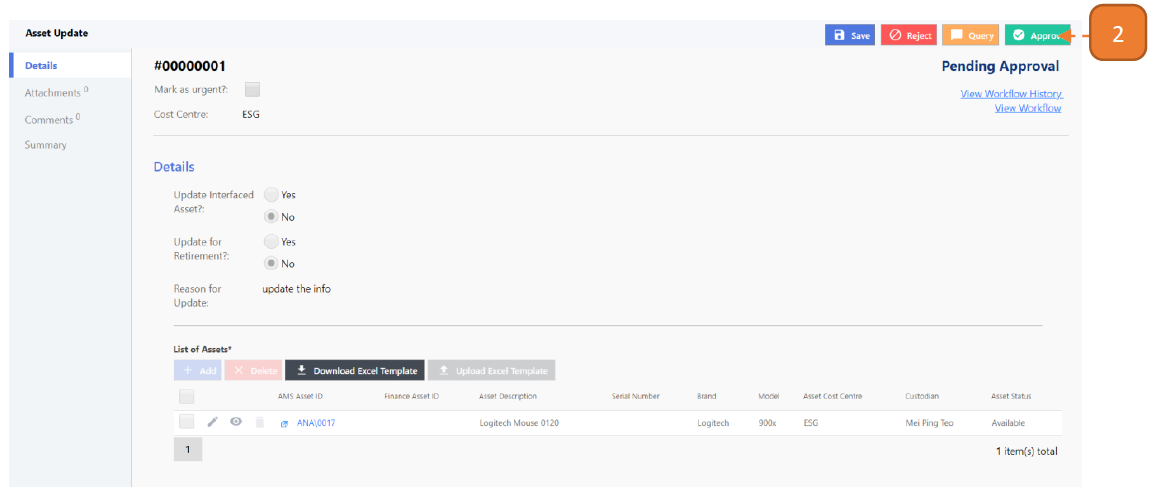 Asset Update
Save Reject Query Approv
2
Details
Attachments 0
Comments 0
Summary
#00000001
Pending Approval
Mark as urgent?:
View Workflow History
View Workflow
Cost Centre: ESG
Details
Update Interfaced Yes
Asset?:
No
Update for Yes
Retirement?:
No
Reason for update the info
Update:
List of Assets*
Add Delete Download Excel Template Upload Excel Template
AMS Asset ID Finance Asset ID Asset Description Serial Number Brand Model Asset Cost Centre Custodian Asset Status
ANA\0017 Logitech Mouse 0120 Logitech 900x ESG Mei Ping Teo Available
1
1 item(s) total